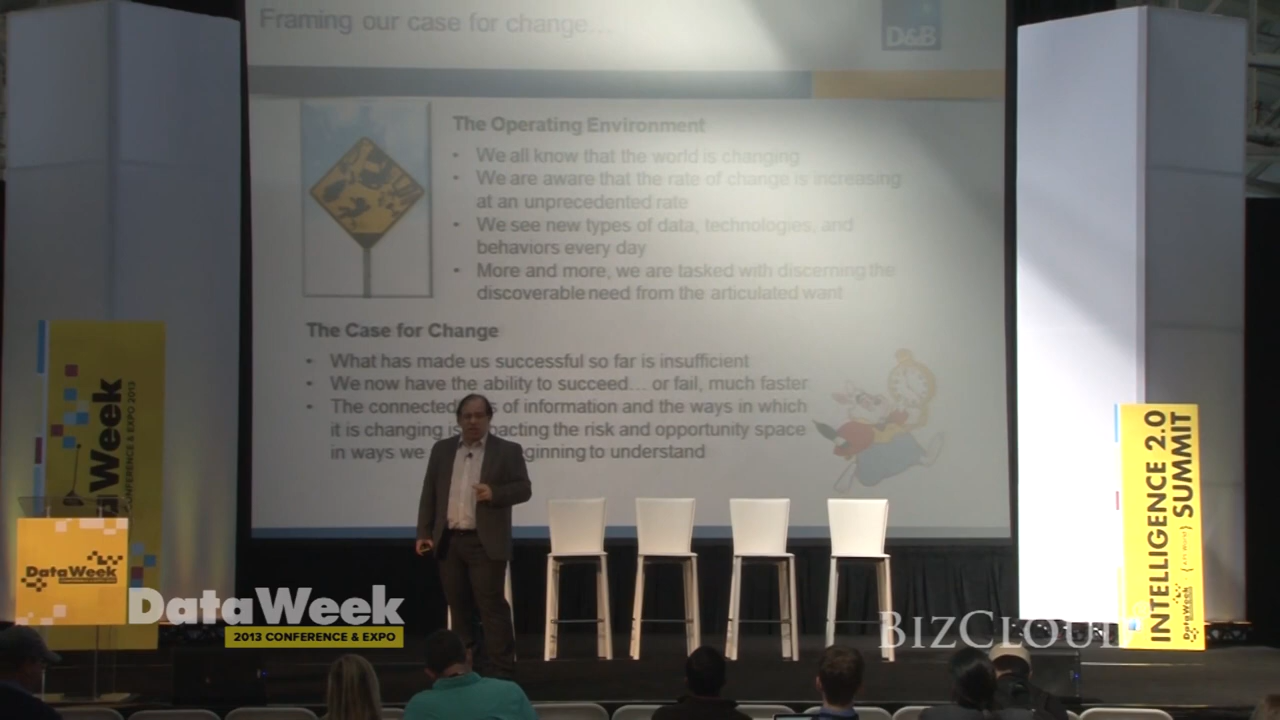 Framing our case for change...
D&B
The Operating Environment
• We all know that the world is changing
• We are aware that the rate of change is increasing
at an unprecedented rate
• We see new types of data, technologies, and
behaviors every day
• More and more, we are tasked with discerning the
discoverable need from the articulated want
The Case for Change
• What has made us successful so far is insufficient
• We now have the ability to succeed... or fail, much faster
• The connected of information and the ways in which
it is changing the risk and opportunity space
in ways we to understand
Week
CONFERENCE & EXPO 2013
DataWeek
DataWeek
2013 CONFERENCE & EXPO
BIZCLOUD
INTELLIGENCE 2.0
SUMMIT
DataWeek